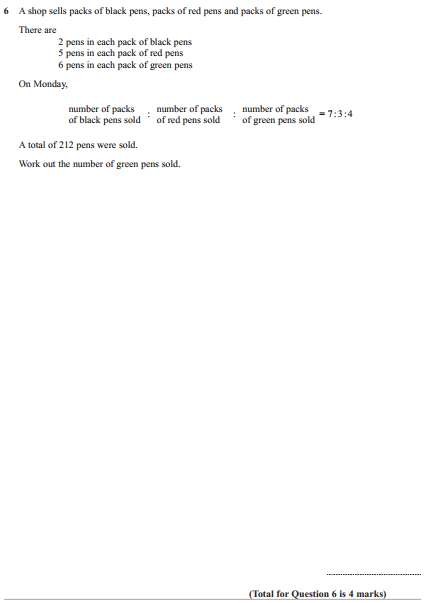 6 A shop sells packs of black pens, packs of red pens and packs of green pens.
There are
2 pens in each pack of black pens
5 pens in each pack of red pens
6 pens in each pack of green pens
On Monday,
number of packs of black pens sold : number of packs of red pens sold : number of packs of green pens sold = 7:3:4
A total of 212 pens were sold.
Work out the number of green pens sold.
(Total for Question 6 is 4 marks)